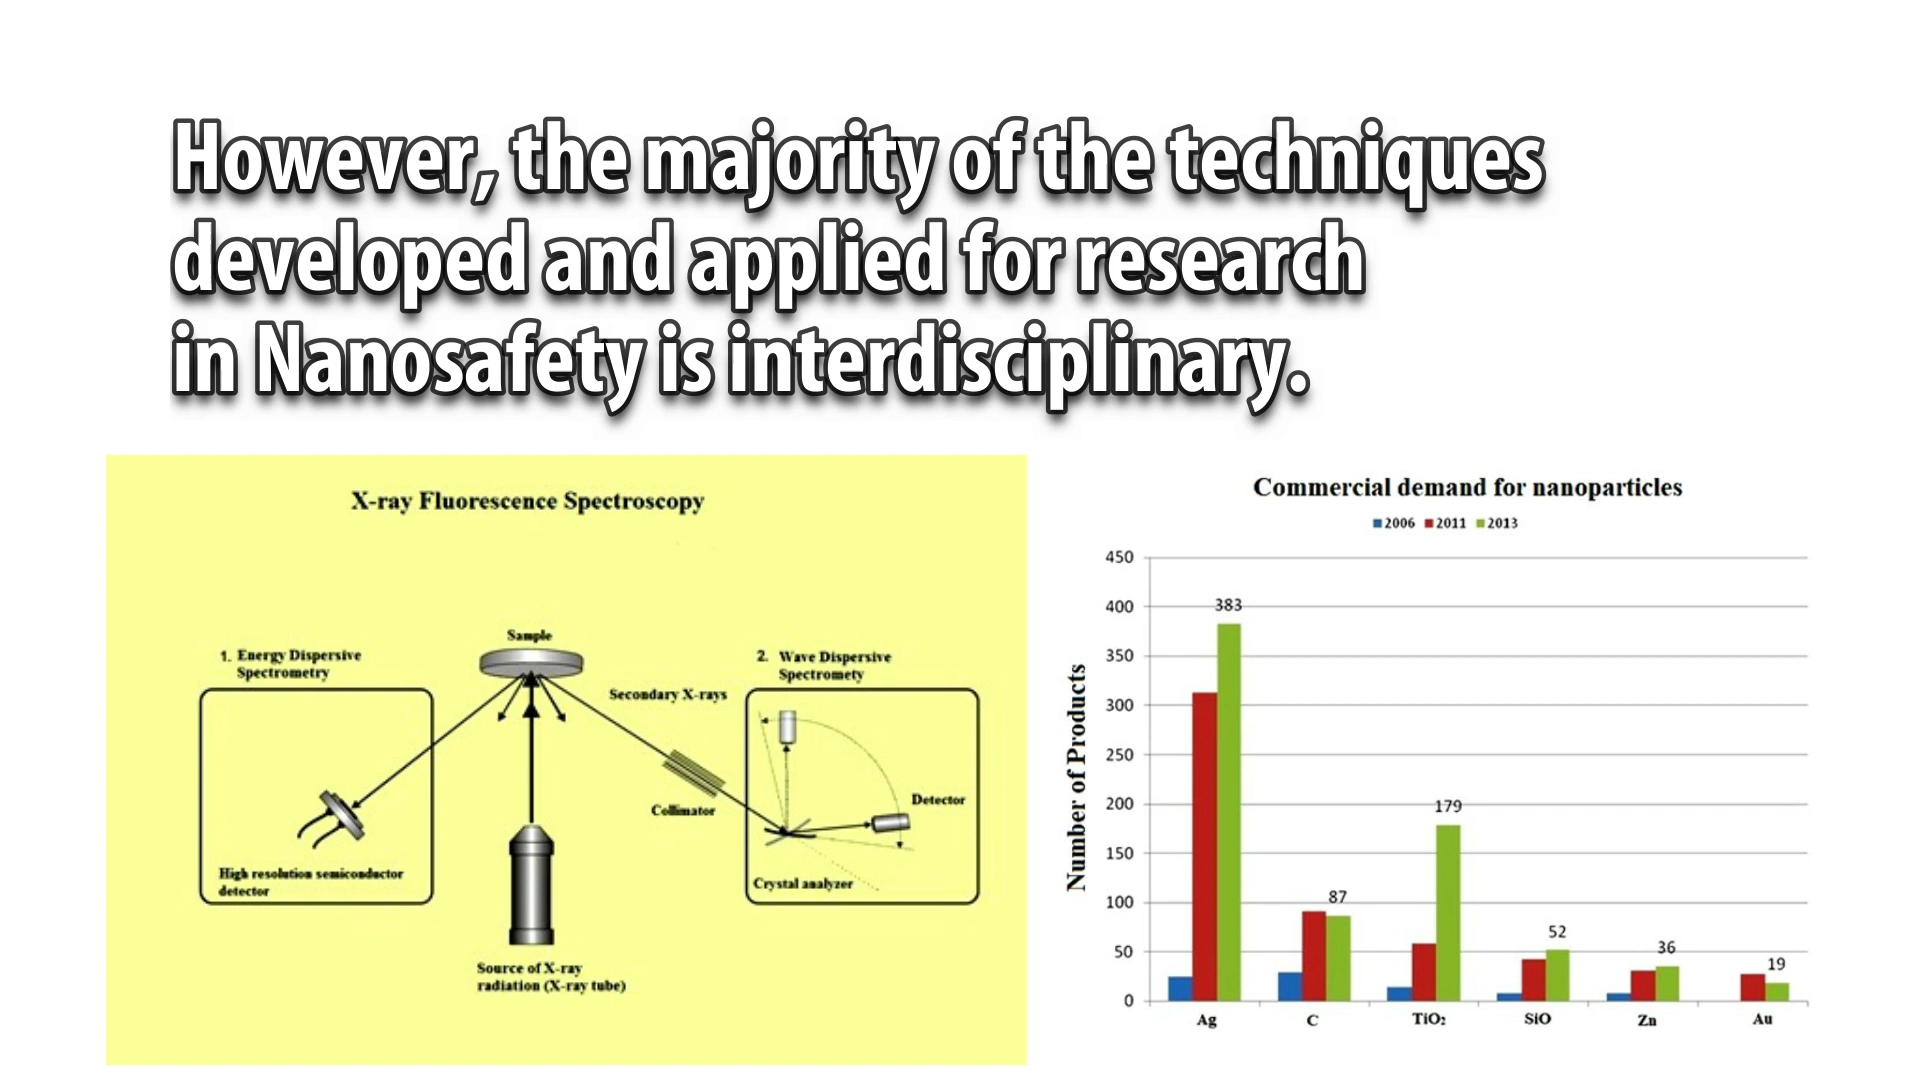 However, the majority of the techniques
developed and applied for research
in Nanosafety is interdisciplinary.
X-ray Fluorescence Spectroscopy
Sample
1. Energy Dispersive
Spectrometry
2. Wave Dispersive
Spectromety
Secondary X-rays
Collimator
Detector
High resolution semiconductor
detector
Crystal analyzer
Source of X-ray
radiation (X-ray tube)
Commercial demand for nanoparticles
2006 2011 2013
Number of Products
450
400
350
300
250
200
150
100
50
0
383
87
179
52
36
19
Ag C TiO₂ SiO Zn Au